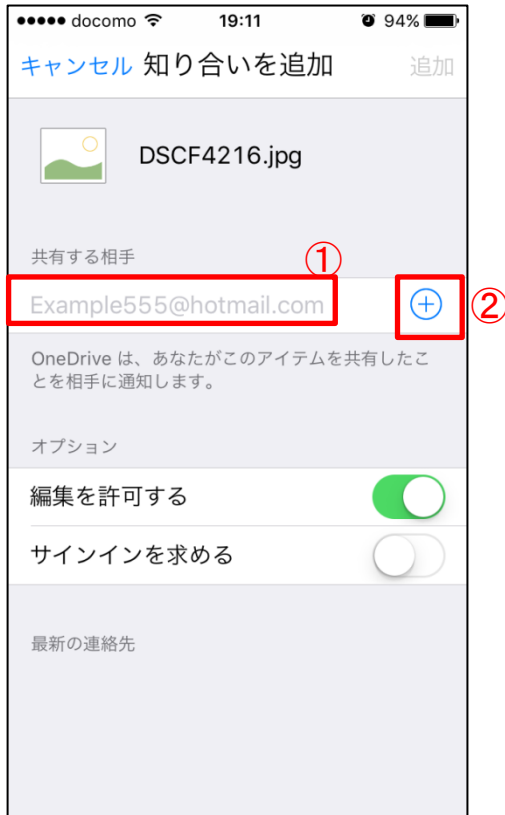 docomo 19:11 94%
キャンセル 知り合いを追加 追加
DSCF4216.jpg
共有する相手
①
Example555@hotmail.com
②
OneDrive は、あなたがこのアイテムを共有したこ
とを相手に通知します。
オプション
編集を許可する
サインインを求める
最新の連絡先